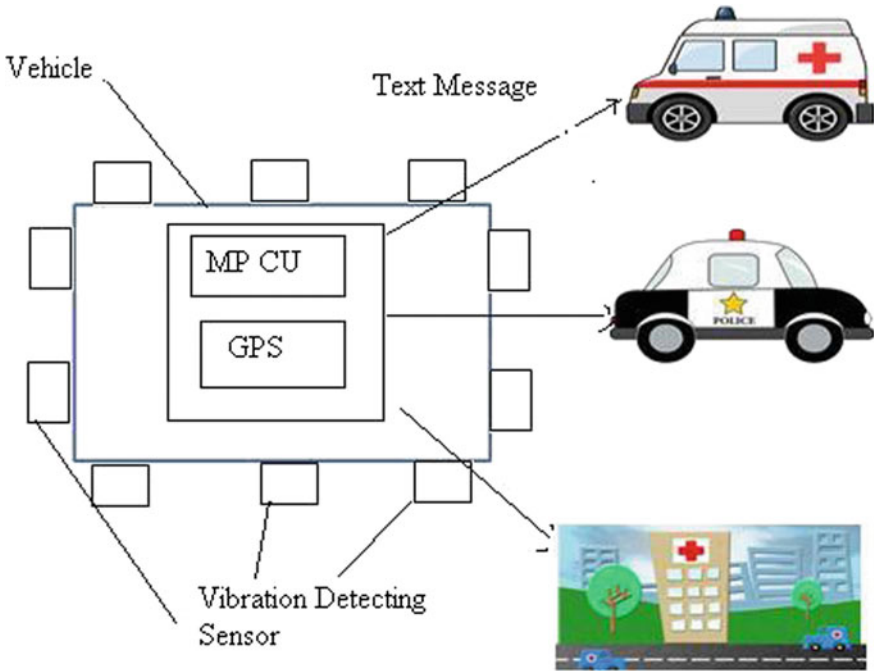 Vehicle
Text Message
MP CU
GPS
POLICE
Vibration Detecting
Sensor